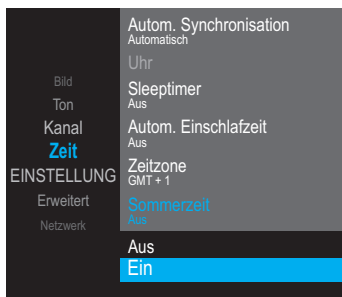 Bild
Ton
Kanal
Zeit
EINSTELLUNG
Erweitert
Netzwerk
Autom. Synchronisation
Automatisch
Uhr
Sleeptimer
Aus
Autom. Einschlafzeit
Aus
Zeitzone
GMT + 1
Sommerzeit
Aus
Aus
Ein